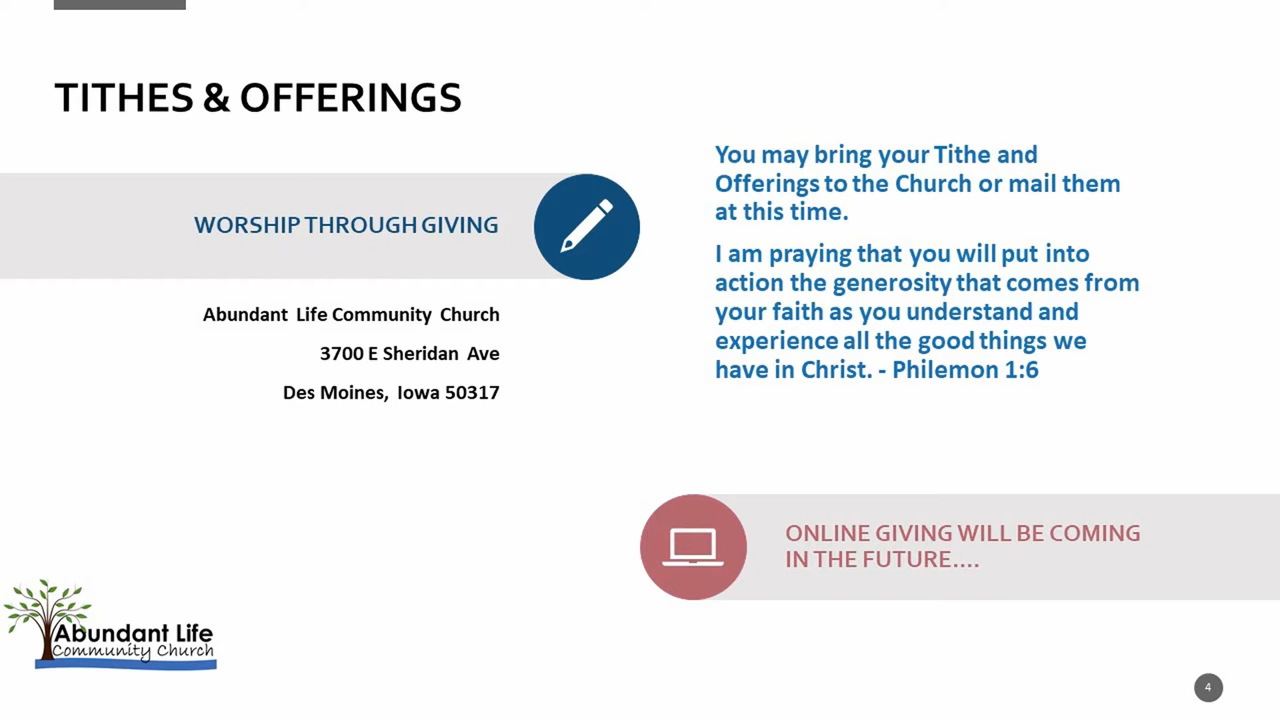 TITHES & OFFERINGS
WORSHIP THROUGH GIVING
Abundant Life Community Church
3700 E Sheridan Ave
Des Moines, Iowa 50317
You may bring your Tithe and
Offerings to the Church or mail them
at this time.
I am praying that you will put into
action the generosity that comes from
your faith as you understand and
experience all the good things we
have in Christ. - Philemon 1:6
ONLINE GIVING WILL BE COMING
IN THE FUTURE....
Abundant Life
Community Church
4